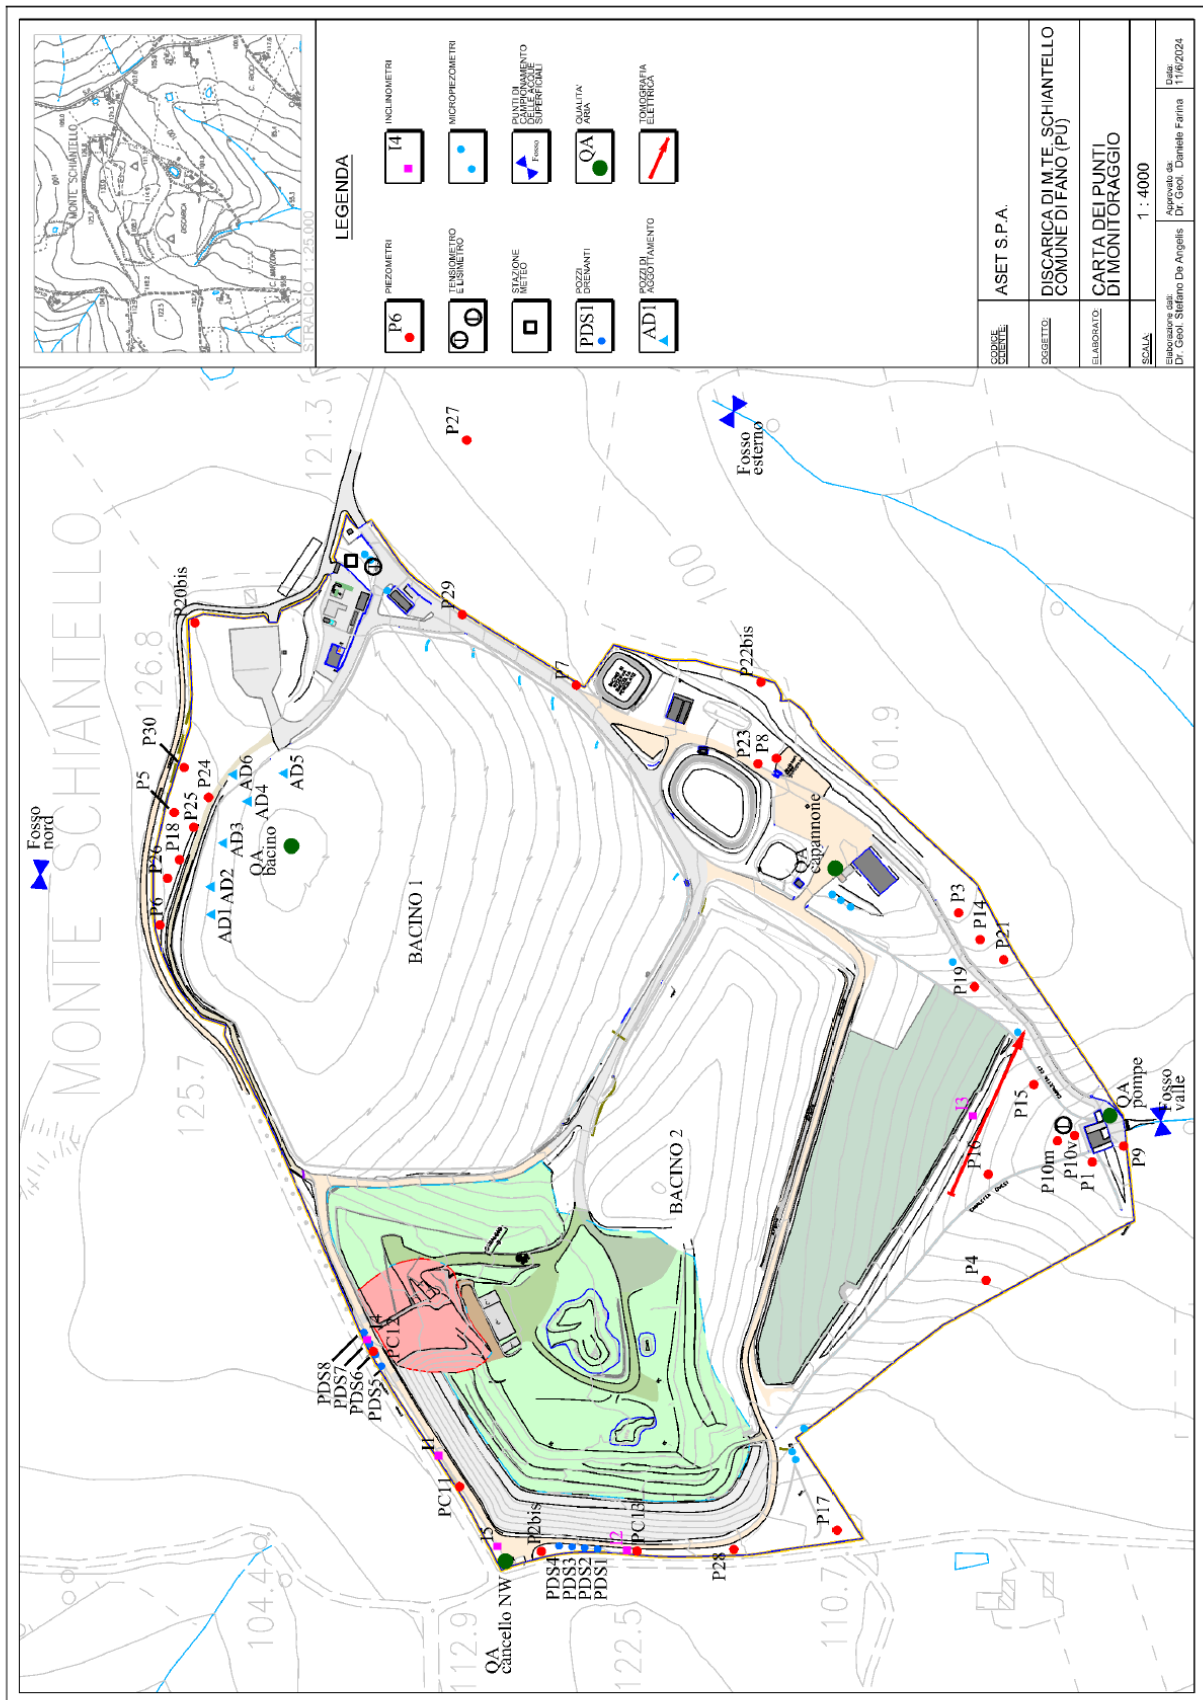 MONTE SCHIANTELLO
DISCARICA
STRALCIO 1:25.000
LEGENDA
P6
PIEZOMETRI
I4
INCLINOMETRI
TENSIOMETRO
E LISIMETRO
MICROPIEZOMETRI
STAZIONE
METEO
Fosso
PUNTI DI
CAMPIONAMENTO
DELLE ACQUE
SUPERFICIALI
PDS1
POZZI
DRENANTI
QA
QUALITA'
ARIA
AD1
POZZI DI
AGGOTTAMENTO
TOMOGRAFIA
ELETTRICA
CODICE
CLIENTE:
ASET S.P.A.
OGGETTO:
DISCARICA DI M.TE. SCHIANTELLO
COMUNE DI FANO (PU)
ELABORATO:
CARTA DEI PUNTI
DI MONITORAGGIO
SCALA:
1 : 4000
Elaborazione dati:
Dr. Geol. Stefano De Angelis
Approvato da:
Dr. Geol. Daniele Farina
Data:
11/6/2024
MONTE SCHIANTELLO
Fosso
nord
125.7
126.8
121.3
P6
P26
P18
P5
P25
P30
P24
P20bis
AD1
AD2
AD3
AD4
AD6
AD5
QA
bacino
BACINO 1
P27
P29
P7
100
Fosso
esterno
P22bis
P23
P8
101.9
QA
capannone
P3
P14
P21
P19
BACINO 2
I3
P16
P15
P10m
P10v
P1
P9
QA
pompe
Fosso
valle
P4
PDS8
PDS7
PDS6
PDS5
PC12
I1
PC11
I5
QA
cancello NW
P2bis
PDS4
PDS3
PDS2
PDS1
I2
PC13
P28
P17
104.4
112.9
122.5
110.7